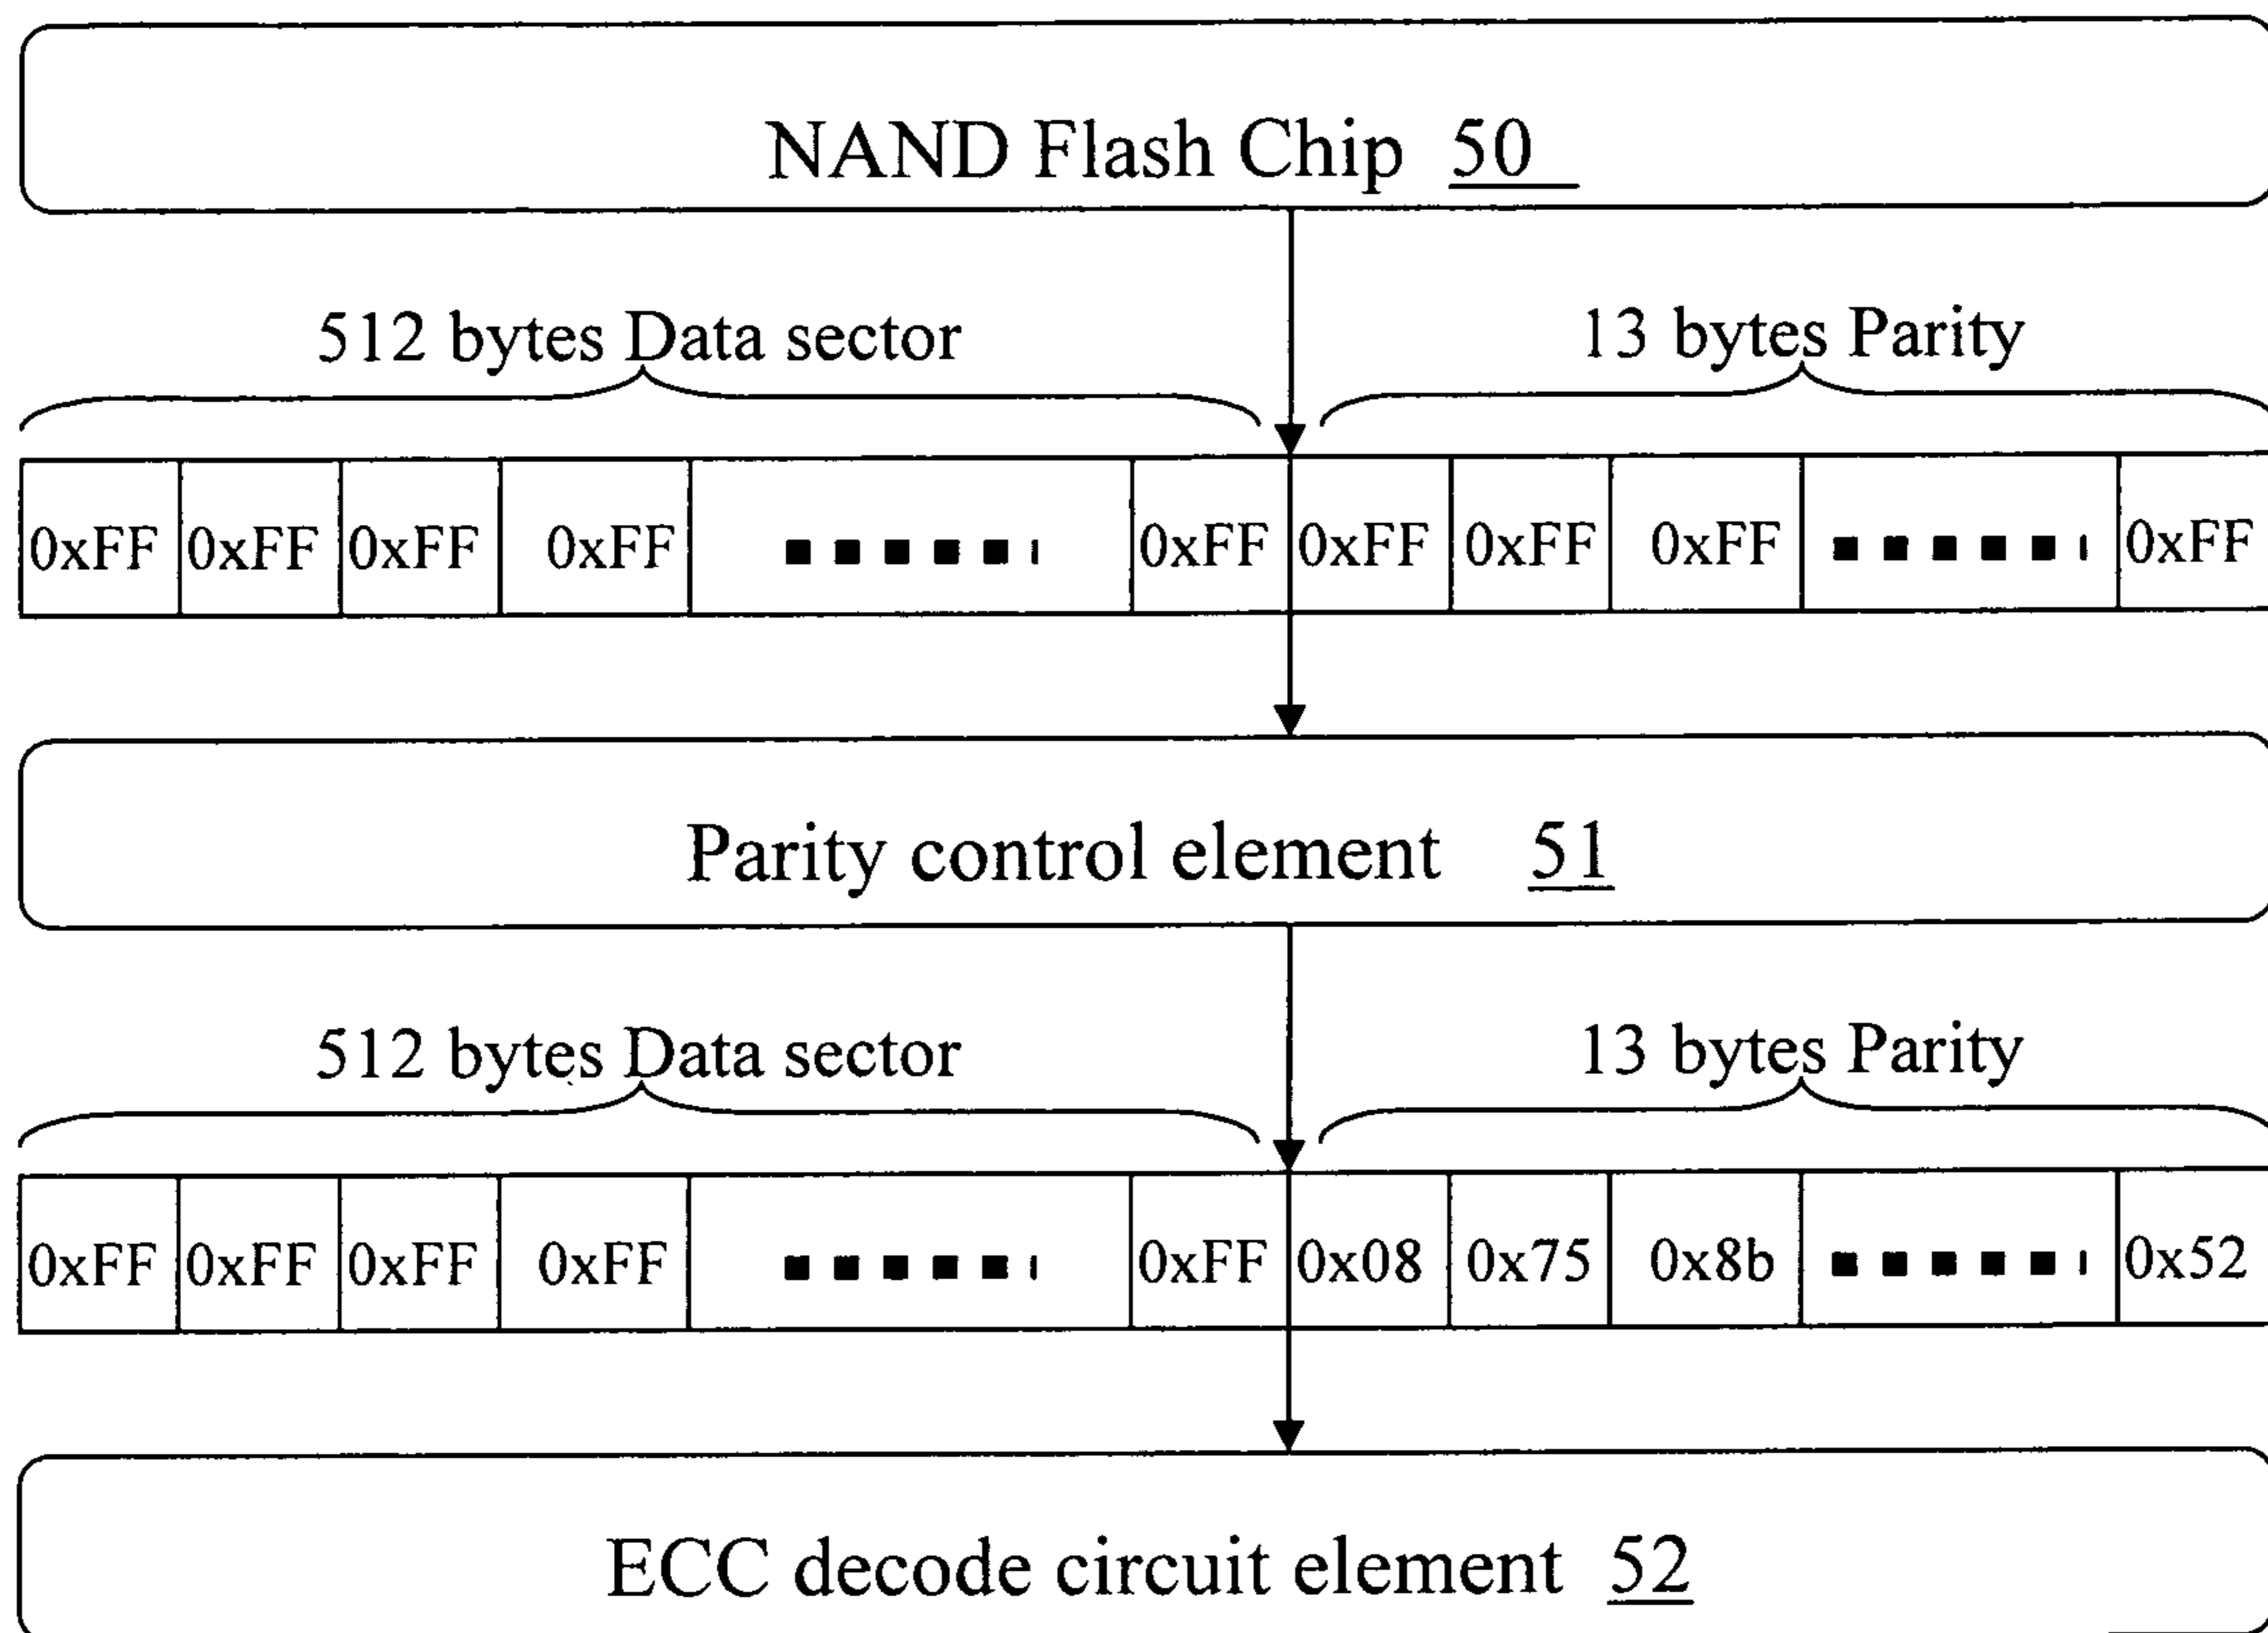 NAND Flash Chip 50
512 bytes Data sector 13 bytes Parity
0xFF 0xFF 0xFF 0xFF 0xFF 0xFF 0xFF 0xFF 0xFF
Parity control element 51
512 bytes Data sector 13 bytes Parity
0xFF 0xFF 0xFF 0xFF 0xFF 0x08 0x75 0x8b 0x52
ECC decode circuit element 52